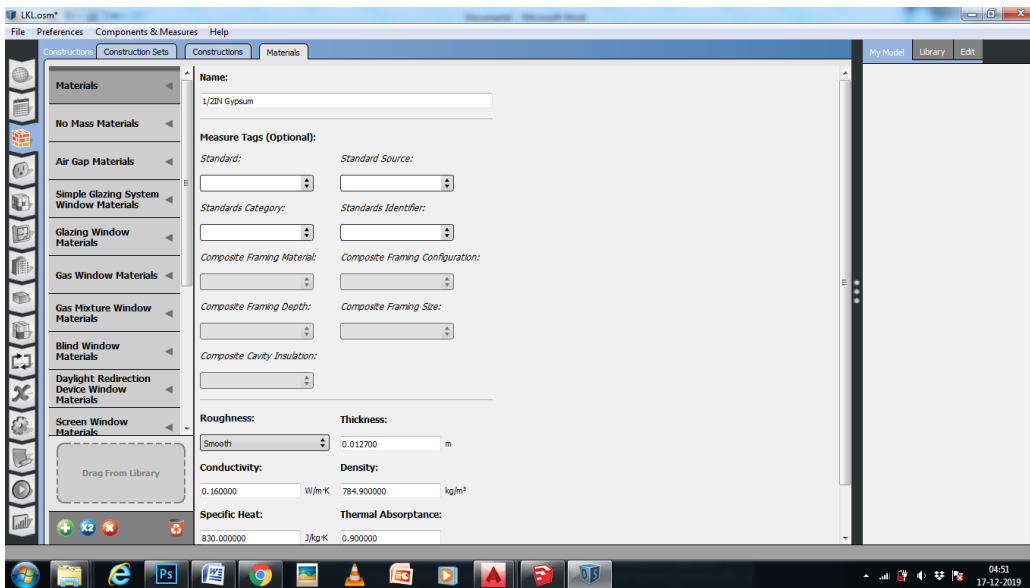 LKL.osm*
Document2 - Microsoft Word
File Preferences Components & Measures Help
Constructions Construction Sets Constructions Materials
My Model Library Edit
Materials
No Mass Materials
Air Gap Materials
Simple Glazing System
Window Materials
Glazing Window
Materials
Gas Window Materials
Gas Mixture Window
Materials
Blind Window
Materials
Daylight Redirection
Device Window
Materials
Screen Window
Materials
Drag From Library
x2
Name:
1/2IN Gypsum
Measure Tags (Optional):
Standard: Standard Source:
Standards Category: Standards Identifier:
Composite Framing Material: Composite Framing Configuration:
Composite Framing Depth: Composite Framing Size:
Composite Cavity Insulation:
Roughness: Thickness:
Smooth 0.012700 m
Conductivity: Density:
0.160000 W/m·K 784.900000 kg/m³
Specific Heat: Thermal Absorptance:
830.000000 J/kg·K 0.900000
Ps
W
A
OS
04:51
17-12-2019